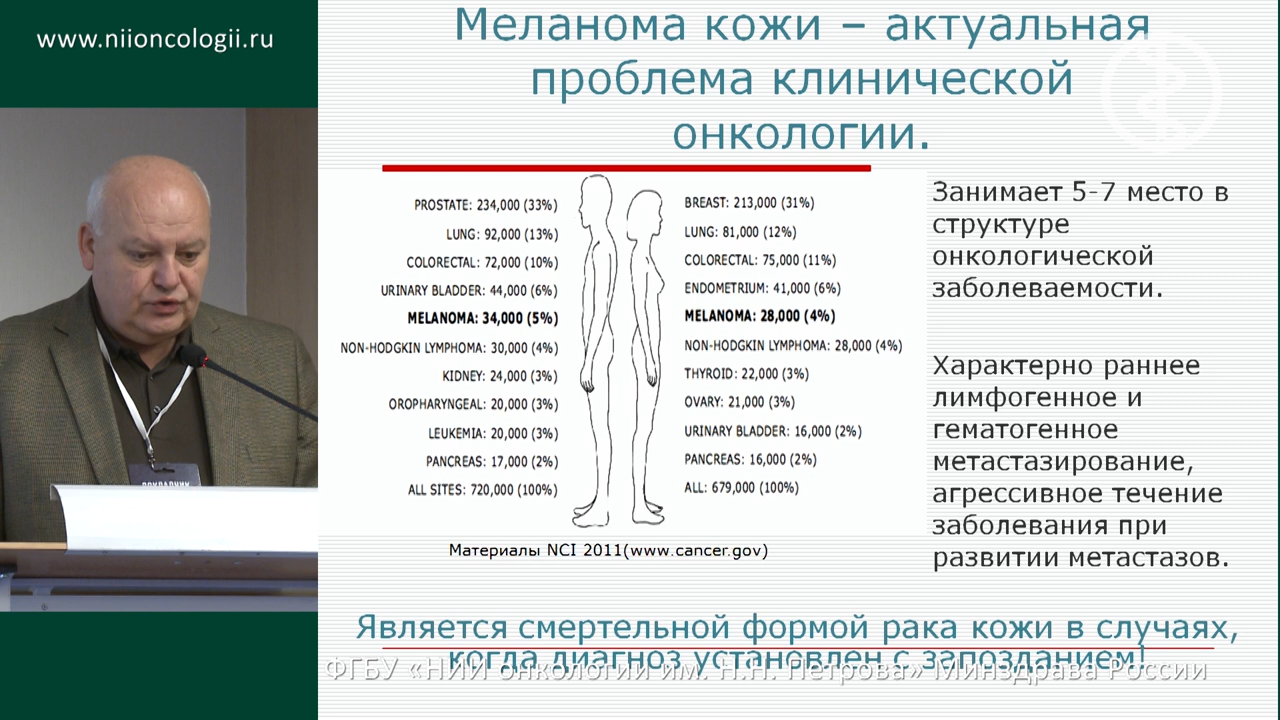 www.niioncologii.ru
Меланома кожи – актуальная
проблема клинической
онкологии.
PROSTATE: 234,000 (33%)
LUNG: 92,000 (13%)
COLORECTAL: 72,000 (10%)
URINARY BLADDER: 44,000 (6%)
MELANOMA: 34,000 (5%)
NON-HODGKIN LYMPHOMA: 30,000 (4%)
KIDNEY: 24,000 (3%)
OROPHARYNGEAL: 20,000 (3%)
LEUKEMIA: 20,000 (3%)
PANCREAS: 17,000 (2%)
ALL SITES: 720,000 (100%)
BREAST: 213,000 (31%)
LUNG: 81,000 (12%)
COLORECTAL: 75,000 (11%)
ENDOMETRIUM: 41,000 (6%)
MELANOMA: 28,000 (4%)
NON-HODGKIN LYMPHOMA: 28,000 (4%)
THYROID: 22,000 (3%)
OVARY: 21,000 (3%)
URINARY BLADDER: 16,000 (2%)
PANCREAS: 16,000 (2%)
ALL: 679,000 (100%)
Материалы NCI 2011(www.cancer.gov)
Занимает 5-7 место в
структуре
онкологической
заболеваемости.
Характерно раннее
лимфогенное и
гематогенное
метастазирование,
агрессивное течение
заболевания при
развитии метастазов.
Является смертельной формой рака кожи в случаях,
когда диагноз установлен с запозданием!
ФГБУ «НИИ онкологии им. Н.Н. Петрова» Минздрава России
ДОКЛАДЧИК